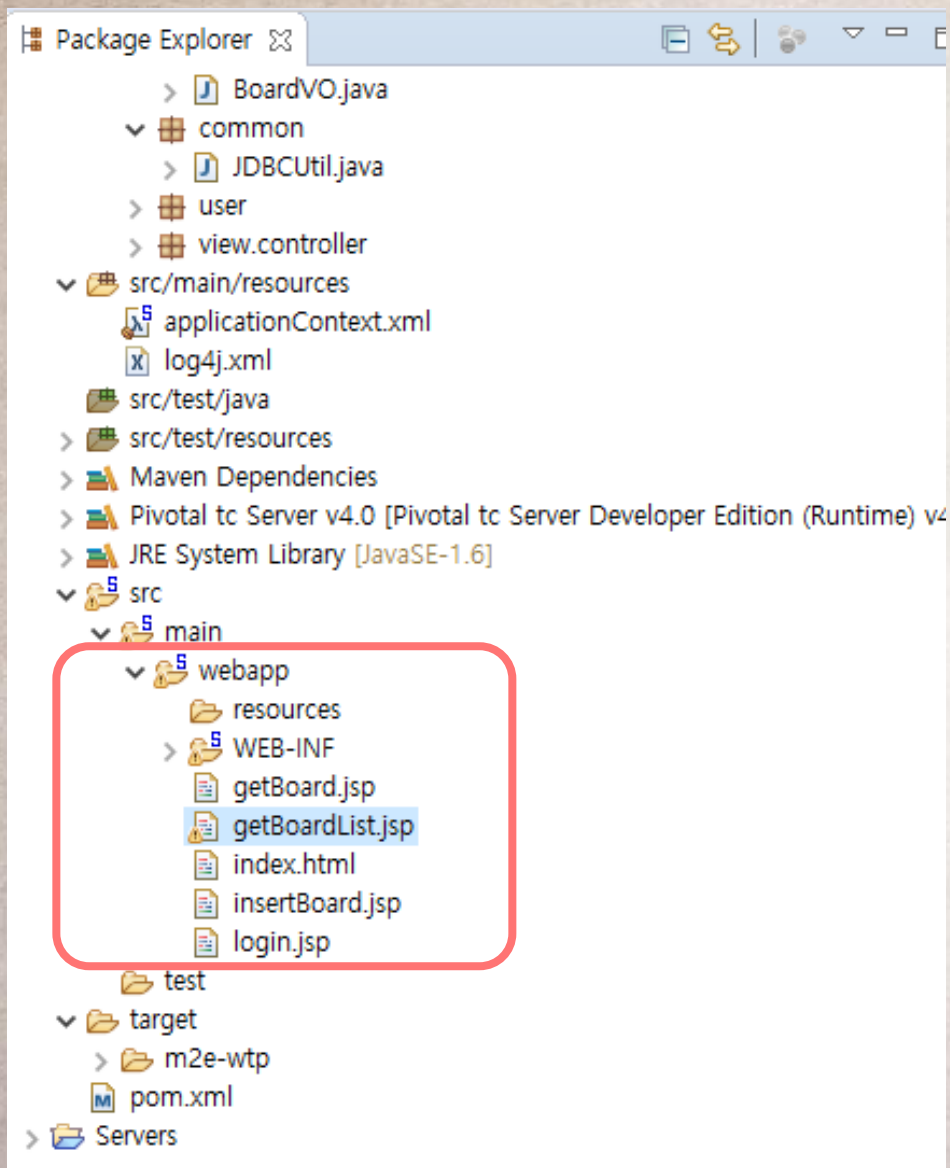 Package Explorer
BoardVO.java
common
JDBCUtil.java
user
view.controller
src/main/resources
applicationContext.xml
log4j.xml
src/test/java
src/test/resources
Maven Dependencies
Pivotal tc Server v4.0 [Pivotal tc Server Developer Edition (Runtime) v4
JRE System Library [JavaSE-1.6]
src
main
webapp
resources
WEB-INF
getBoard.jsp
getBoardList.jsp
index.html
insertBoard.jsp
login.jsp
test
target
m2e-wtp
pom.xml
Servers